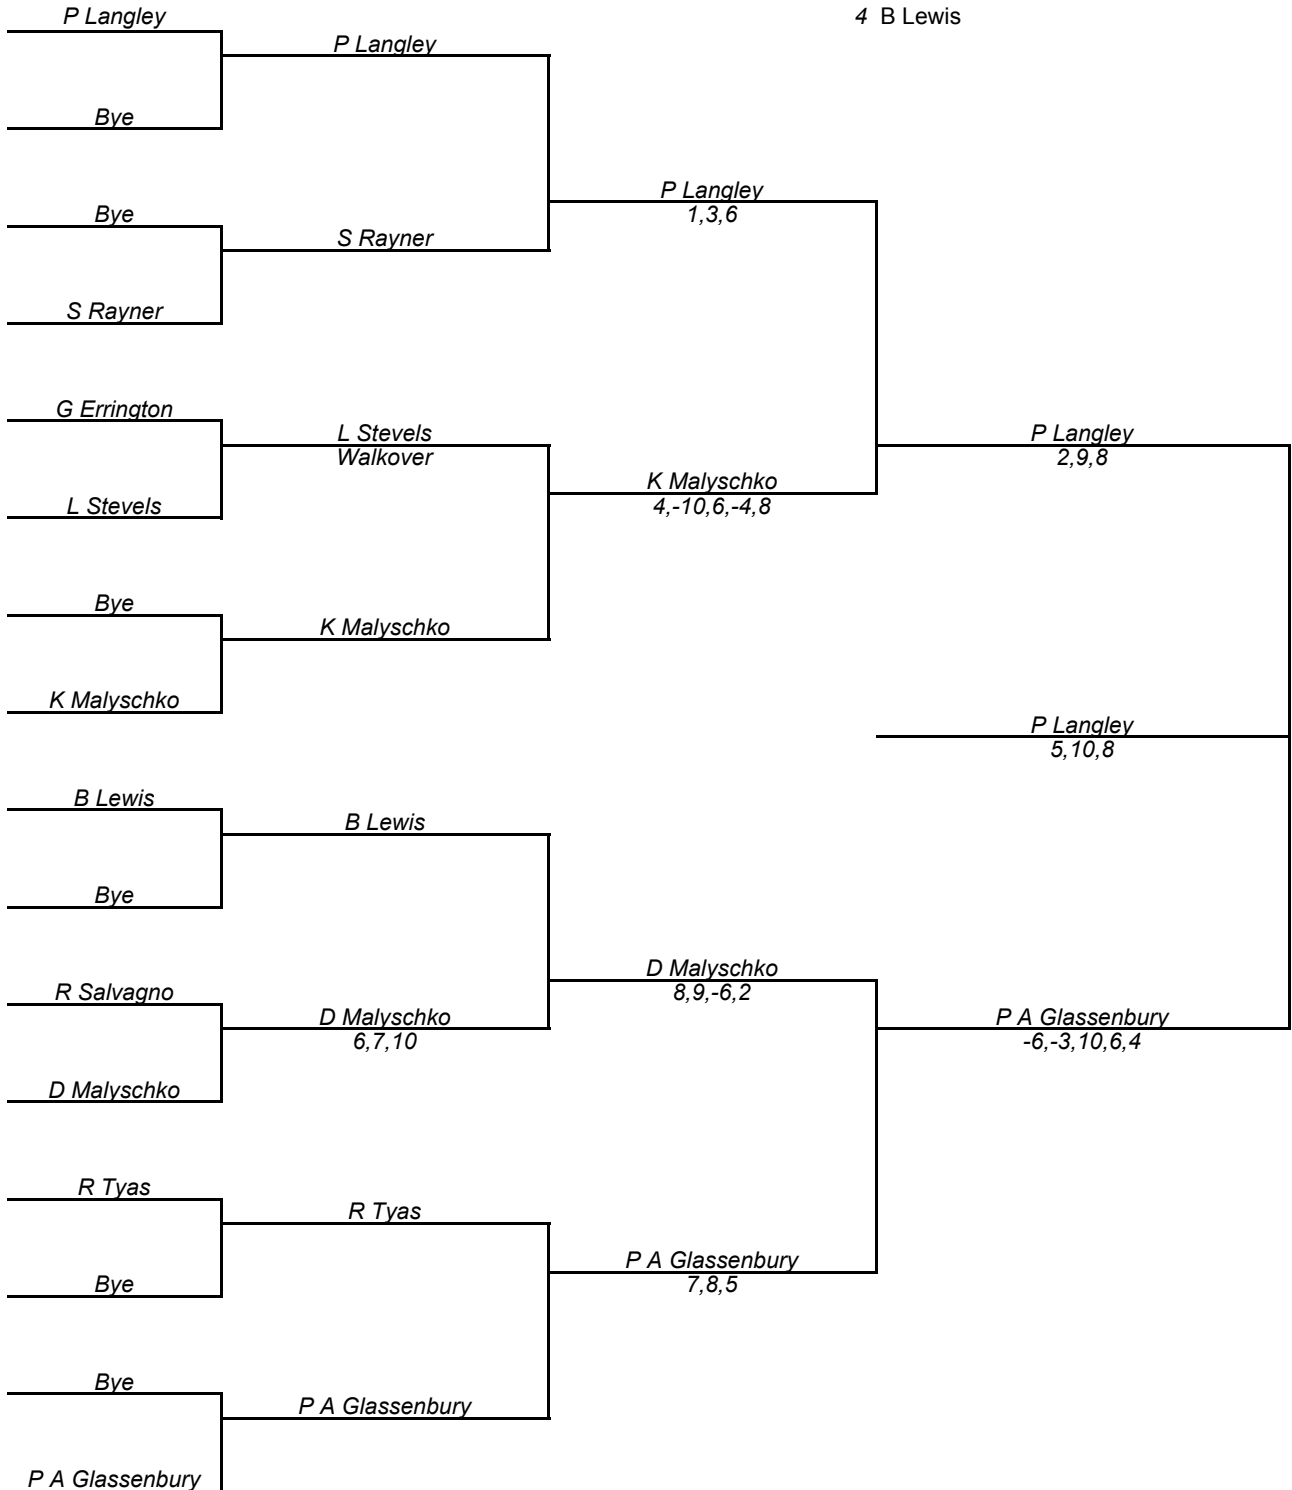 P Langley
4 B Lewis
P Langley
Bye
P Langley
1,3,6
Bye
S Rayner
S Rayner
G Errington
L Stevels
Walkover
P Langley
2,9,8
K Malyschko
4,-10,6,-4,8
L Stevels
Bye
K Malyschko
K Malyschko
P Langley
5,10,8
B Lewis
B Lewis
Bye
D Malyschko
8,9,-6,2
R Salvagno
D Malyschko
6,7,10
P A Glassenbury
-6,-3,10,6,4
D Malyschko
R Tyas
R Tyas
P A Glassenbury
7,8,5
Bye
Bye
P A Glassenbury
P A Glassenbury